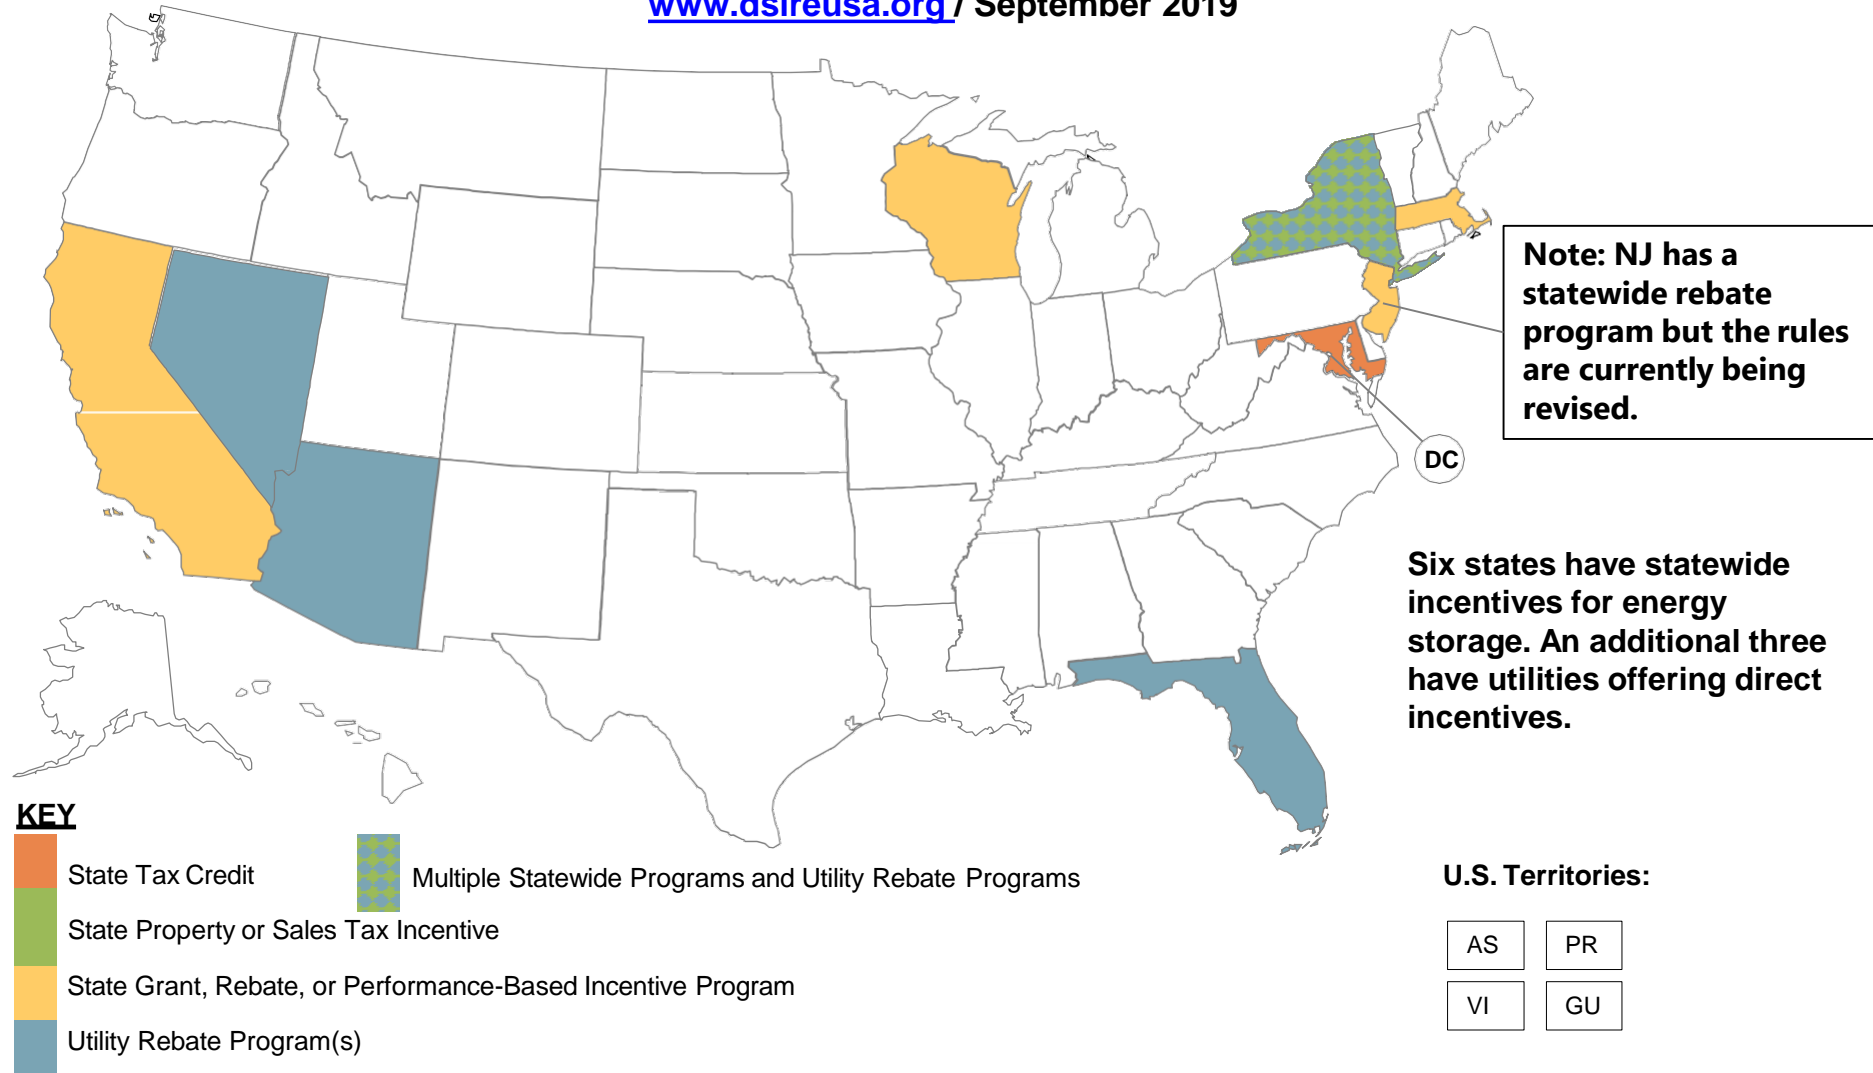 www.dsireusa.org / September 2019
Note: NJ has a
statewide rebate
program but the rules
are currently being
revised.
DC
Six states have statewide
incentives for energy
storage. An additional three
have utilities offering direct
incentives.
KEY
State Tax Credit
Multiple Statewide Programs and Utility Rebate Programs
State Property or Sales Tax Incentive
State Grant, Rebate, or Performance-Based Incentive Program
Utility Rebate Program(s)
U.S. Territories:
AS PR
VI GU